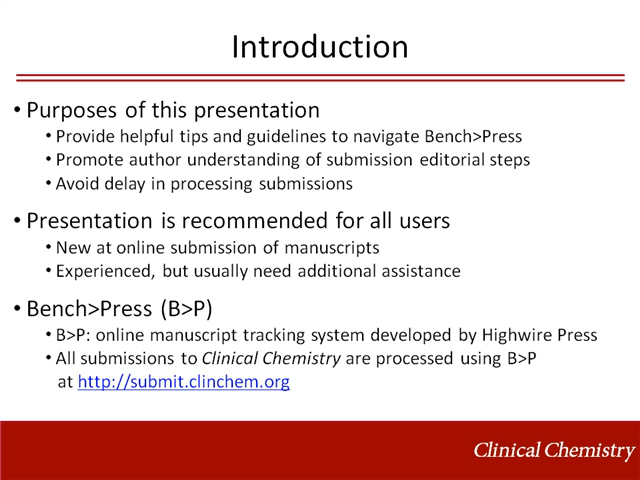 Introduction
• Purposes of this presentation
• Provide helpful tips and guidelines to navigate Bench>Press
• Promote author understanding of submission editorial steps
• Avoid delay in processing submissions
• Presentation is recommended for all users
• New at online submission of manuscripts
• Experienced, but usually need additional assistance
• Bench>Press (B>P)
• B>P: online manuscript tracking system developed by Highwire Press
• All submissions to Clinical Chemistry are processed using B>P
at http://submit.clinchem.org
Clinical Chemistry